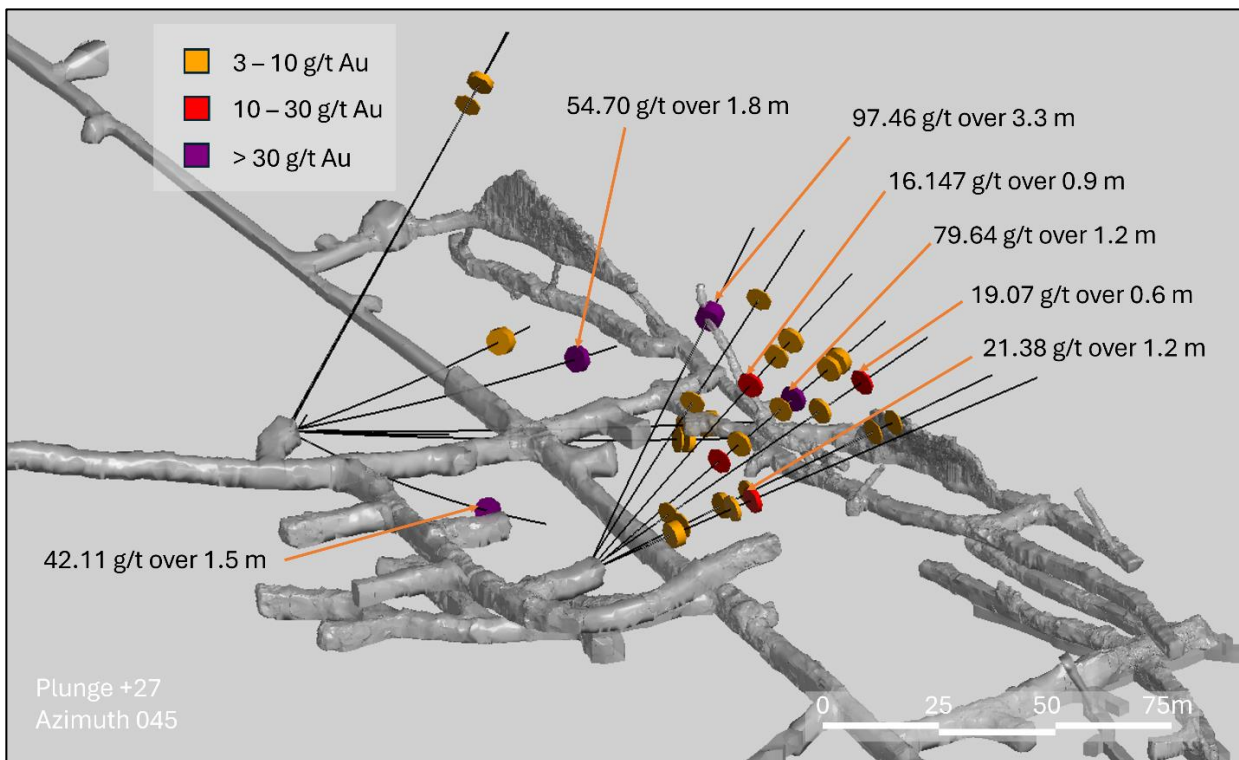 3 – 10 g/t Au
10 – 30 g/t Au
> 30 g/t Au
54.70 g/t over 1.8 m
97.46 g/t over 3.3 m
16.147 g/t over 0.9 m
79.64 g/t over 1.2 m
19.07 g/t over 0.6 m
21.38 g/t over 1.2 m
42.11 g/t over 1.5 m
Plunge +27
Azimuth 045
0 25 50 75m